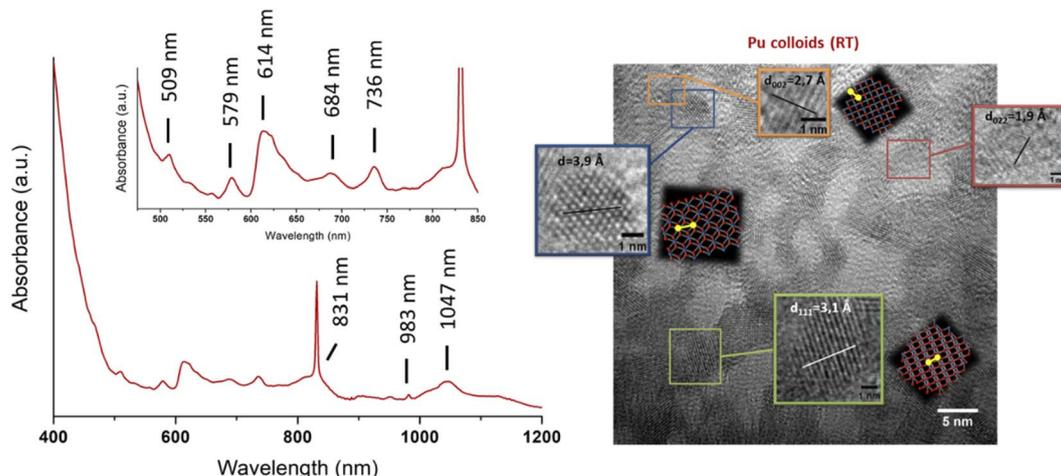 509 nm
579 nm
614 nm
684 nm
736 nm
Absorbance (a.u.)
500 550 600 650 700 750 800 850
Wavelength (nm)
831 nm
983 nm
1047 nm
Absorbance (a.u.)
400 600 800 1000 1200
Wavelength (nm)
Pu colloids (RT)
d002=2,7 Å
1 nm
d022=1,9 Å
1 nm
d=3,9 Å
1 nm
d111=3,1 Å
1 nm
5 nm